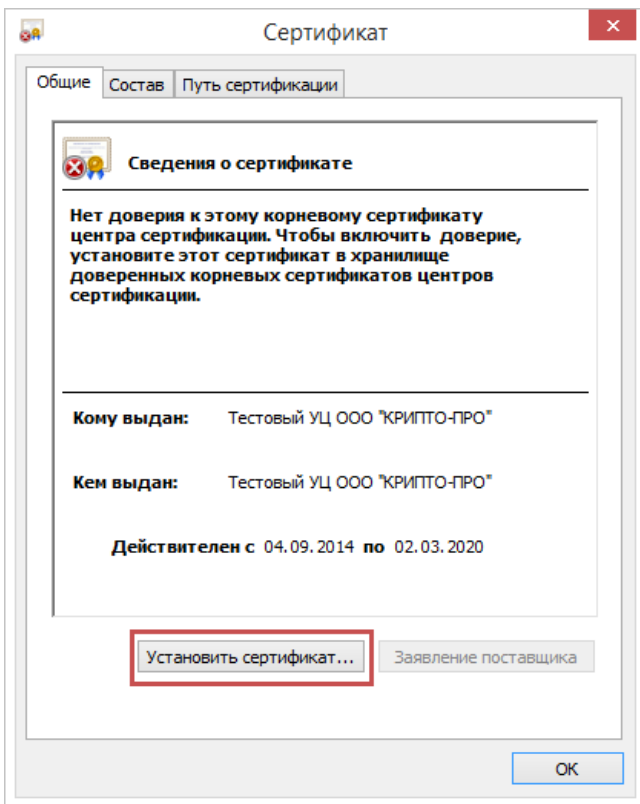 Сертификат
Общие Состав Путь сертификации
Сведения о сертификате
Нет доверия к этому корневому сертификату
центра сертификации. Чтобы включить доверие,
установите этот сертификат в хранилище
доверенных корневых сертификатов центров
сертификации.
Кому выдан: Тестовый УЦ ООО "КРИПТО-ПРО"
Кем выдан: Тестовый УЦ ООО "КРИПТО-ПРО"
Действителен с 04.09.2014 по 02.03.2020
Установить сертификат... Заявление поставщика
ОК